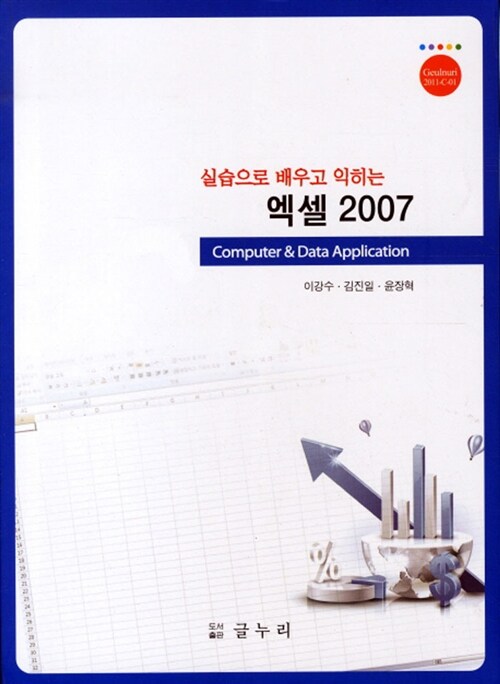 Geulnuri
2011-C-01
실습으로 배우고 익히는
엑셀 2007
Computer & Data Application
이강수 · 김진일 · 윤장혁
도서
출판
글누리